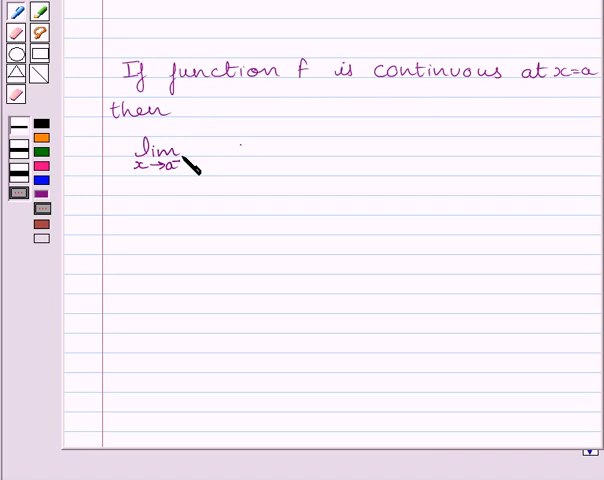 If function f is continuous at x=a
then
lim
x→a⁻